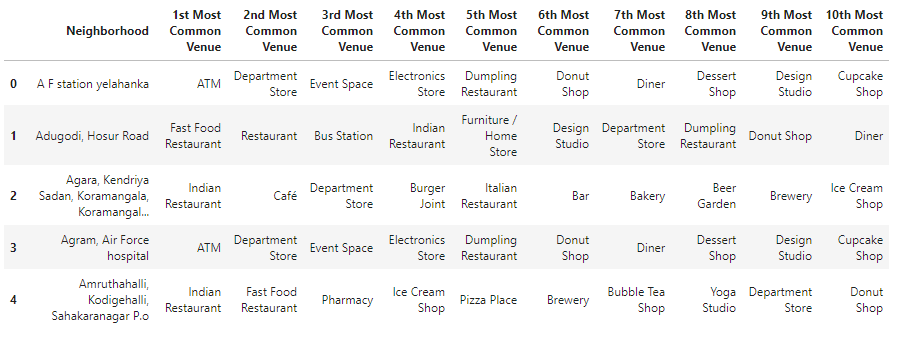 Neighborhood 1st Most Common Venue 2nd Most Common Venue 3rd Most Common Venue 4th Most Common Venue 5th Most Common Venue 6th Most Common Venue 7th Most Common Venue 8th Most Common Venue 9th Most Common Venue 10th Most Common Venue
0 A F station yelahanka ATM Department Store Event Space Electronics Store Dumpling Restaurant Donut Shop Diner Dessert Shop Design Studio Cupcake Shop
1 Adugodi, Hosur Road Fast Food Restaurant Restaurant Bus Station Indian Restaurant Furniture / Home Store Design Studio Department Store Dumpling Restaurant Donut Shop Diner
2 Agara, Kendriya Sadan, Koramangala, Koramangal... Indian Restaurant Café Department Store Burger Joint Italian Restaurant Bar Bakery Beer Garden Brewery Ice Cream Shop
3 Agram, Air Force hospital ATM Department Store Event Space Electronics Store Dumpling Restaurant Donut Shop Diner Dessert Shop Design Studio Cupcake Shop
4 Amruthahalli, Kodigehalli, Sahakaranagar P.o Indian Restaurant Fast Food Restaurant Pharmacy Ice Cream Shop Pizza Place Brewery Bubble Tea Shop Yoga Studio Department Store Donut Shop